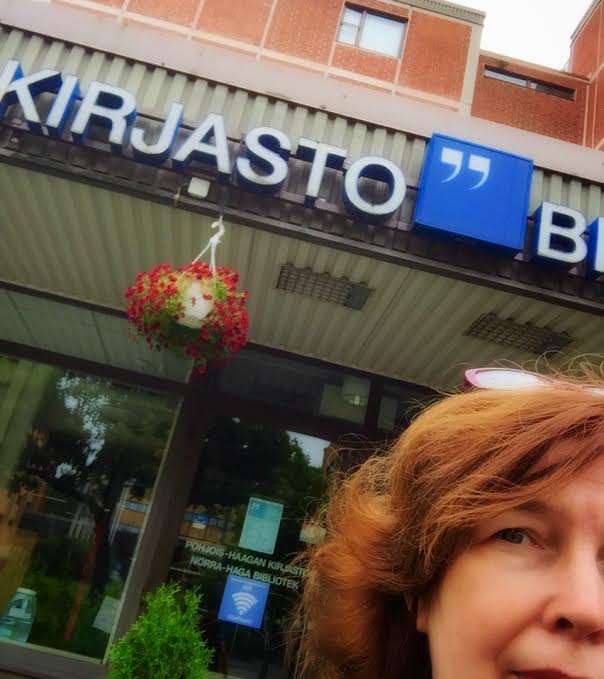 KIRJASTO ” B
POHJOIS-HAAGAN KIRJASTO
NORRA-HAGA BIBLIOTEK